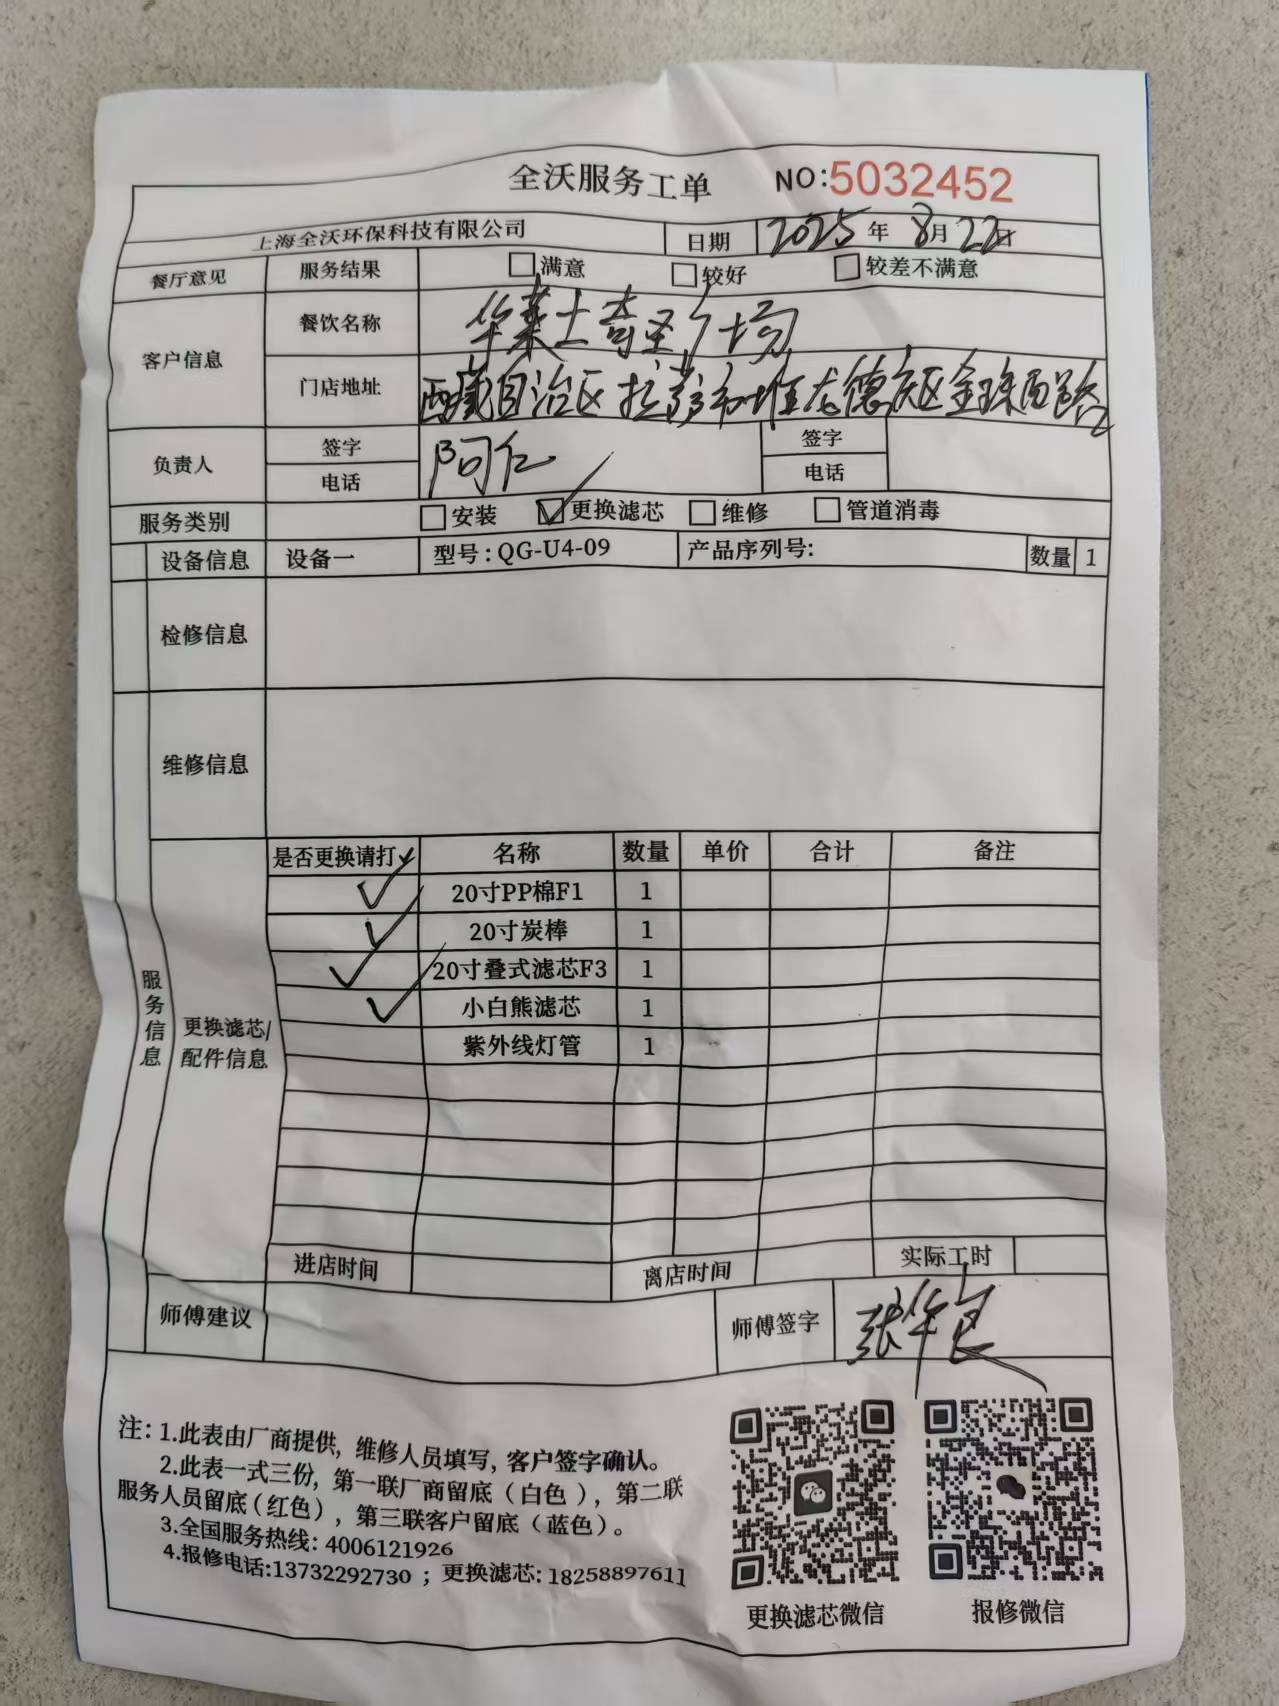 全沃服务工单 NO:5032452
上海全沃环保科技有限公司 日期 2025年8月22日
餐厅意见 服务结果 满意 较好 较差不满意
客户信息 餐饮名称 华莱士奇圣广场
门店地址 西藏自治区拉萨市堆龙德庆区金珠西路
负责人 签字 阿仁 签字
电话 电话
服务类别 安装 更换滤芯 维修 管道消毒
设备信息 设备一 型号:QG-U4-09 产品序列号: 数量 1
检修信息
维修信息
服务信息
更换滤芯/
配件信息
是否更换请打✓ 名称 数量 单价 合计 备注
✓ 20寸PP棉F1 1
✓ 20寸炭棒 1
✓ 20寸叠式滤芯F3 1
✓ 小白熊滤芯 1
紫外线灯管 1
进店时间 离店时间 实际工时
师傅建议 师傅签字 张华良
注:1.此表由厂商提供,维修人员填写,客户签字确认。
2.此表一式三份,第一联厂商留底(白色),第二联
服务人员留底(红色),第三联客户留底(蓝色)。
3.全国服务热线:4006121926
4.报修电话:13732292730;更换滤芯:18258897611
更换滤芯微信 报修微信